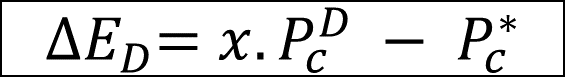 ΔE_D = x. P_c^D − P_c^*